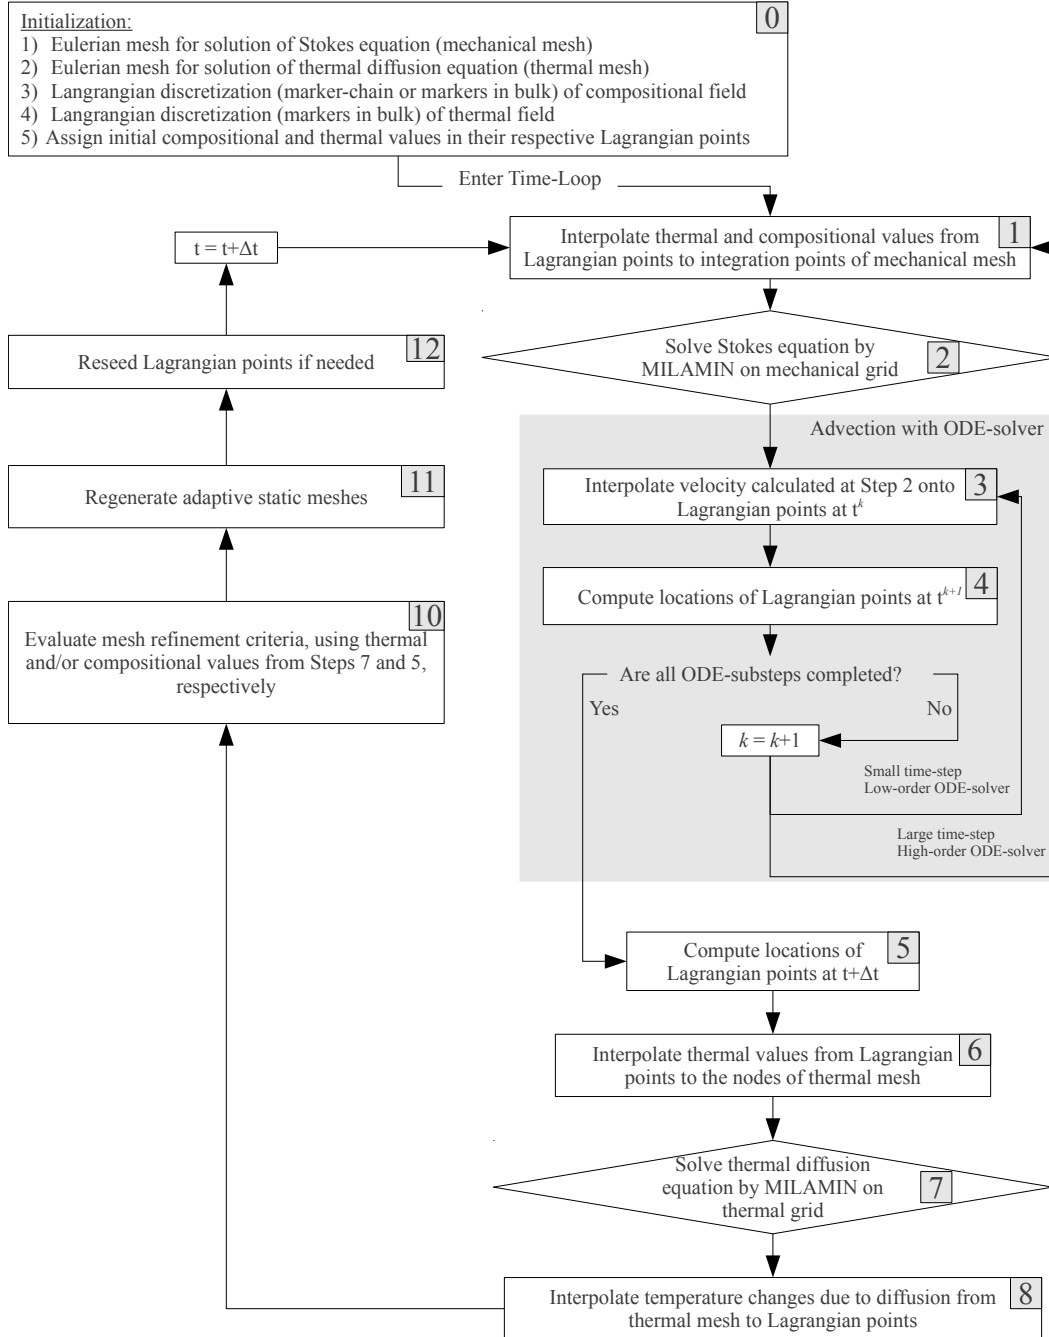 0
Initialization:
1) Eulerian mesh for solution of Stokes equation (mechanical mesh)
2) Eulerian mesh for solution of thermal diffusion equation (thermal mesh)
3) Langrangian discretization (marker-chain or markers in bulk) of compositional field
4) Langrangian discretization (markers in bulk) of thermal field
5) Assign initial compositional and thermal values in their respective Lagrangian points
Enter Time-Loop
t = t+Δt
1
Interpolate thermal and compositional values from
Lagrangian points to integration points of mechanical mesh
12
Reseed Lagrangian points if needed
2
Solve Stokes equation by
MILAMIN on mechanical grid
Advection with ODE-solver
11
Regenerate adaptive static meshes
3
Interpolate velocity calculated at Step 2 onto
Lagrangian points at t^k
4
Compute locations of Lagrangian points at t^{k+1}
10
Evaluate mesh refinement criteria, using thermal
and/or compositional values from Steps 7 and 5,
respectively
Are all ODE-substeps completed?
Yes
No
k = k+1
Small time-step
Low-order ODE-solver
Large time-step
High-order ODE-solver
5
Compute locations of
Lagrangian points at t+Δt
6
Interpolate thermal values from Lagrangian
points to the nodes of thermal mesh
7
Solve thermal diffusion
equation by MILAMIN on
thermal grid
8
Interpolate temperature changes due to diffusion from
thermal mesh to Lagrangian points